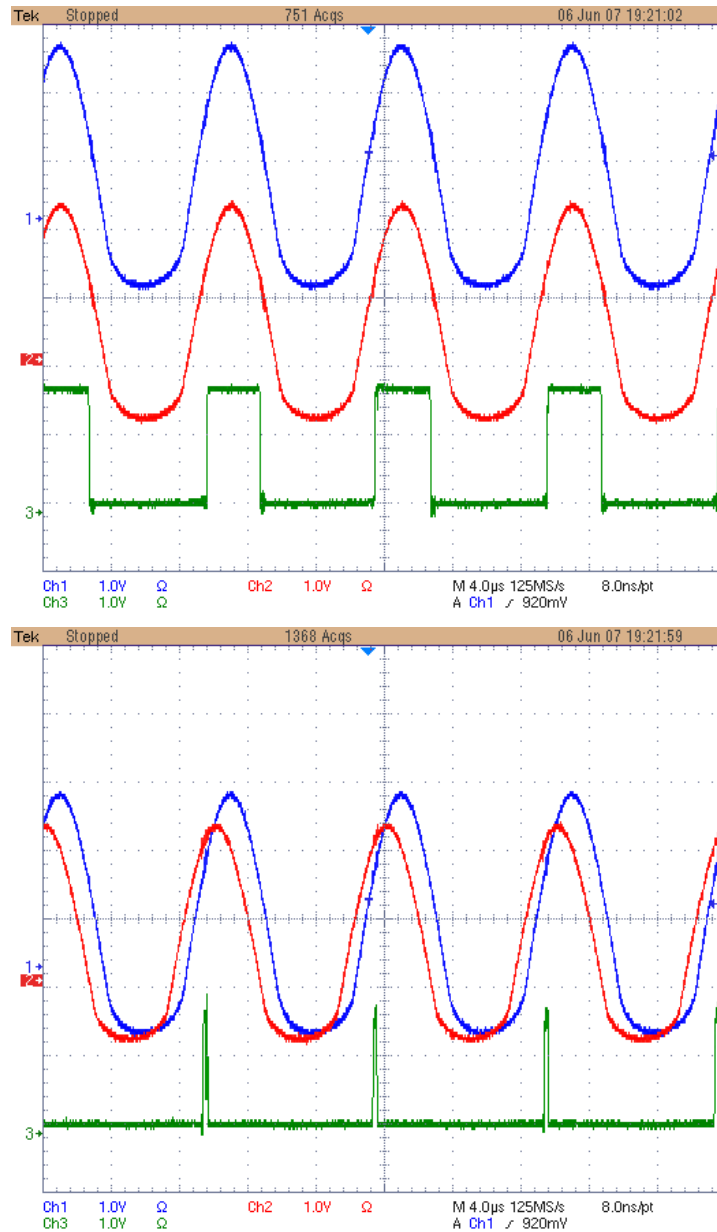 Tek Stopped 751 Acqs 06 Jun 07 19:21:02
1
2
3
Ch1 1.0V Ω Ch2 1.0V Ω M 4.0µs 125MS/s 8.0ns/pt
Ch3 1.0V Ω A Ch1 ∕ 920mV
Tek Stopped 1368 Acqs 06 Jun 07 19:21:59
1
2
3
Ch1 1.0V Ω Ch2 1.0V Ω M 4.0µs 125MS/s 8.0ns/pt
Ch3 1.0V Ω A Ch1 ∕ 920mV